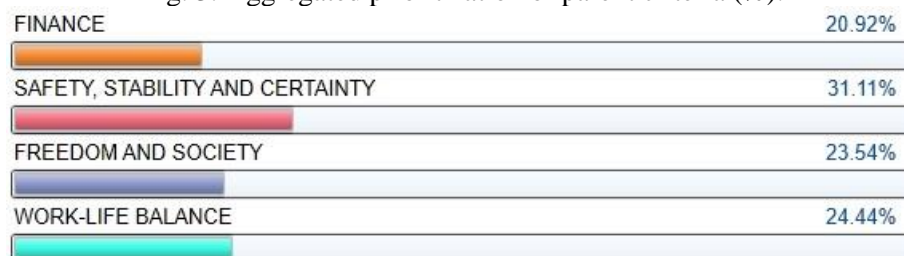 FINANCE 20.92%
SAFETY, STABILITY AND CERTAINTY 31.11%
FREEDOM AND SOCIETY 23.54%
WORK-LIFE BALANCE 24.44%